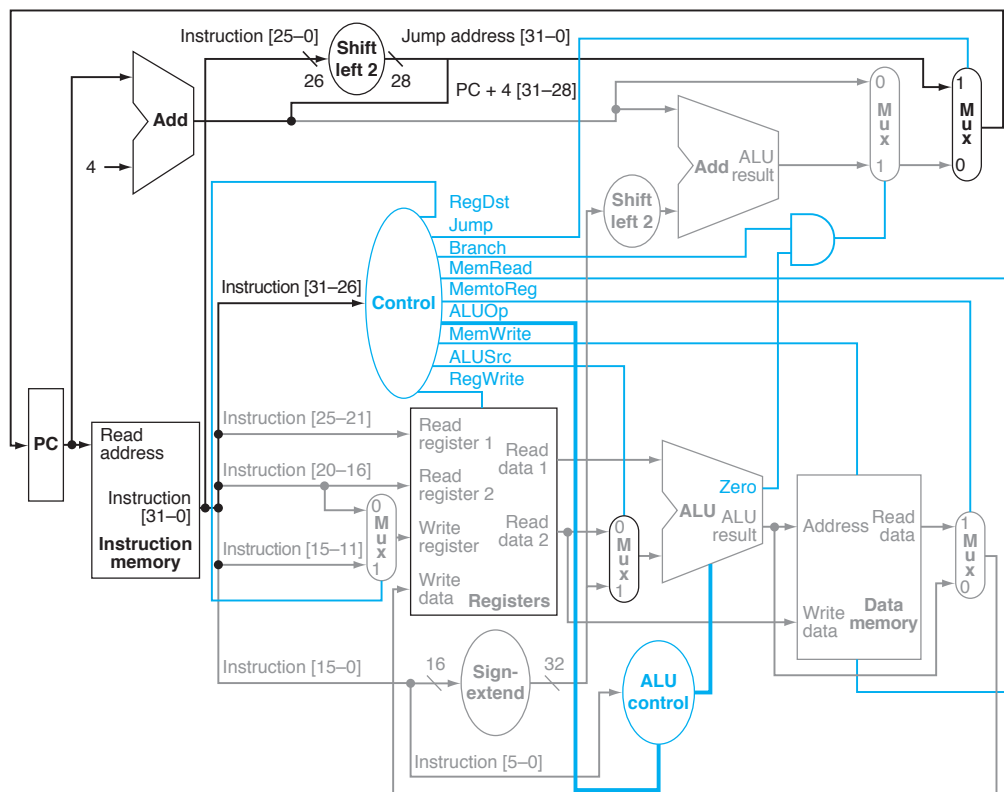 Instruction [25–0]
Shift
left 2
Jump address [31–0]
26
28
PC + 4 [31–28]
Add
4
Add
ALU
result
Shift
left 2
0
M
u
x
1
1
M
u
x
0
RegDst
Jump
Branch
MemRead
MemtoReg
ALUOp
MemWrite
ALUSrc
RegWrite
Control
Instruction [31–26]
PC
Read
address
Instruction
[31–0]
Instruction
memory
Instruction [25–21]
Instruction [20–16]
Instruction [15–11]
0
M
u
x
1
Read
register 1
Read
register 2
Write
register
Write
data
Read
data 1
Read
data 2
Registers
0
M
u
x
1
Zero
ALU
ALU
result
Address
Read
data
Write
data
Data
memory
1
M
u
x
0
Instruction [15–0]
16
Sign-
extend
32
ALU
control
Instruction [5–0]